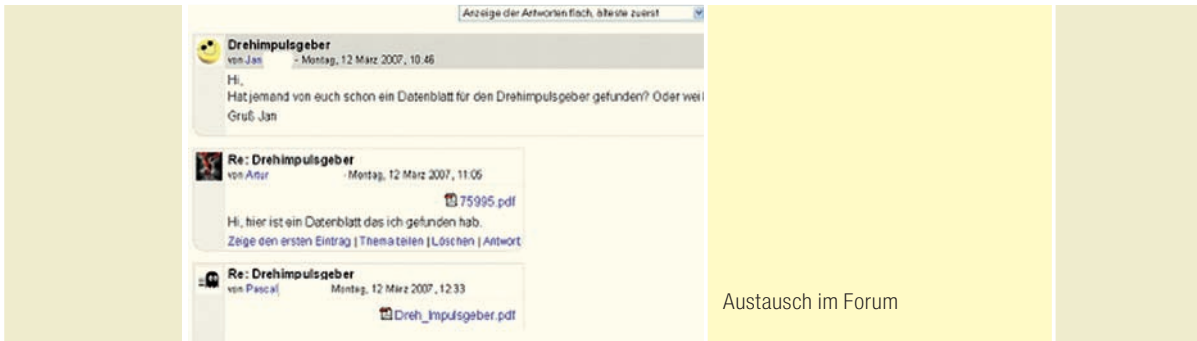 Anzeige der Antworten flach, älteste zuerst
Drehimpulsgeber
von Jan - Montag, 12 März 2007, 10:46
Hi,
Hat jemand von euch schon ein Datenblatt für den Drehimpulsgeber gefunden? Oder
Gruß Jan
Re: Drehimpulsgeber
von Artur - Montag, 12 März 2007, 11:05
75995.pdf
Hi, hier ist ein Datenblatt das ich gefunden hab.
Zeige den ersten Eintrag | Thema teilen | Löschen | Antwort
Re: Drehimpulsgeber
von Pascal Montag, 12 März 2007, 12:33
Dreh_Impulsgeber.pdf
Austausch im Forum